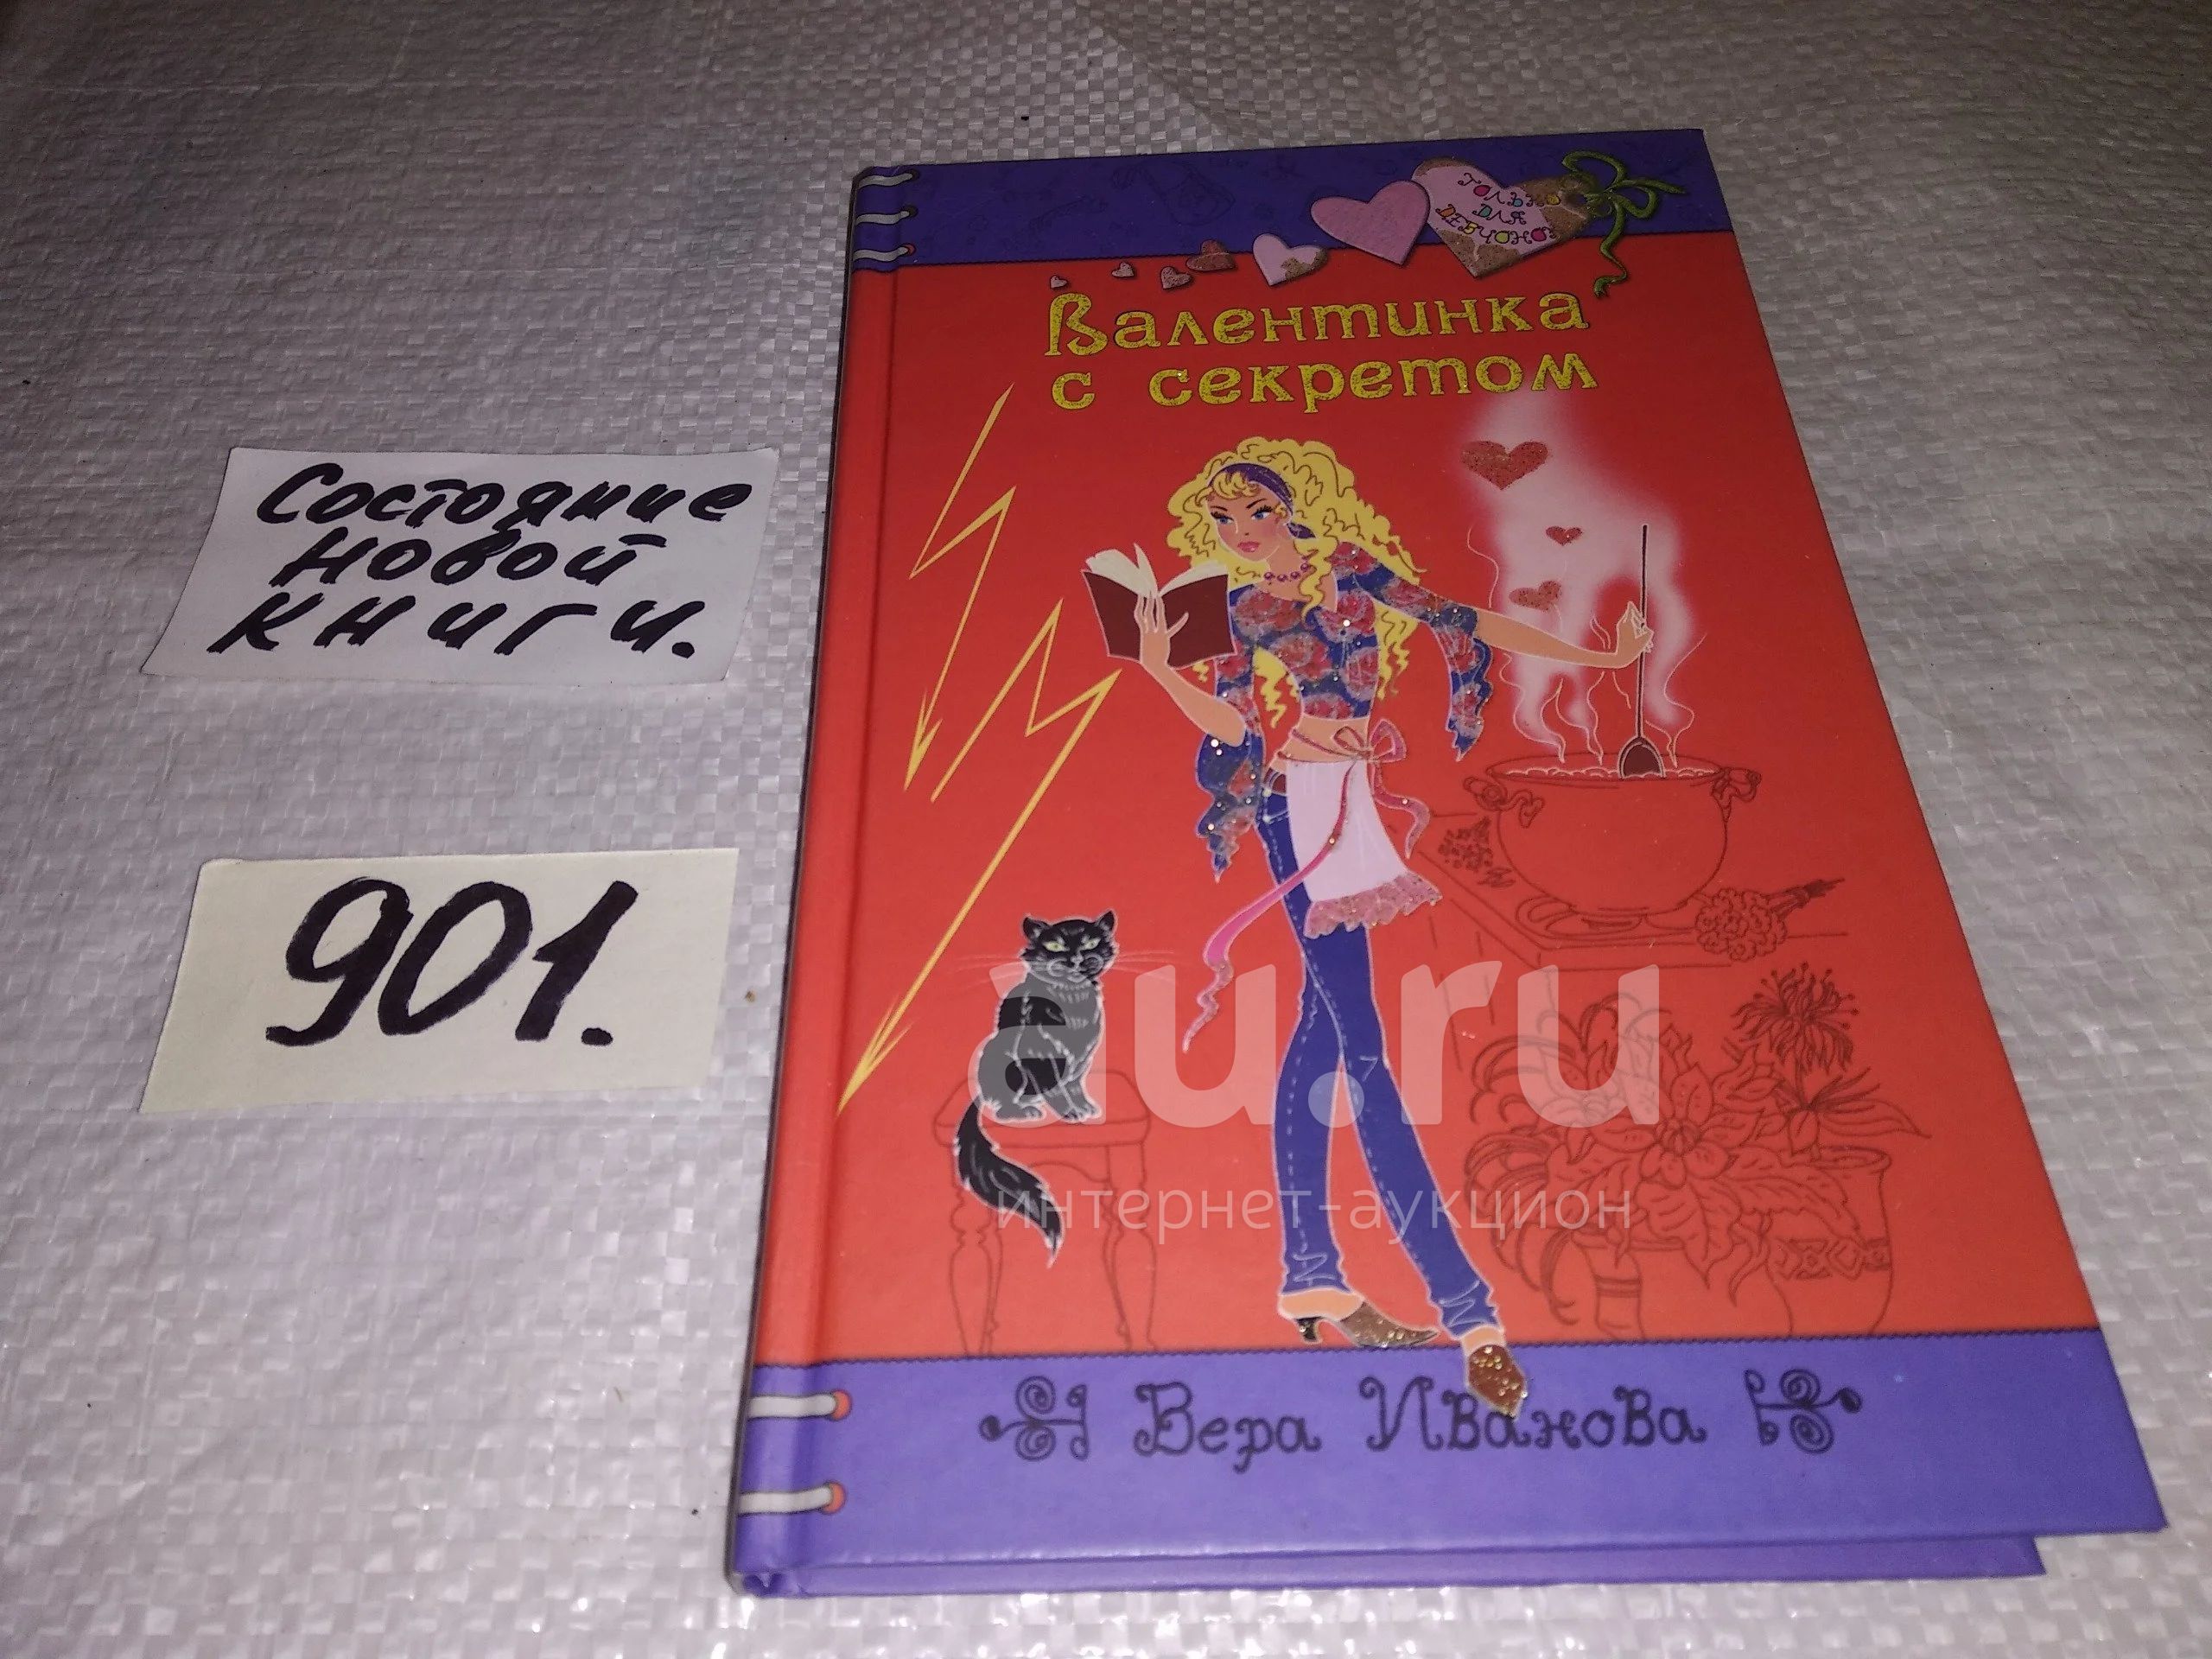 ТОЛЬКО
ДЛЯ
ДЕВЧОНОК
Валентинка
с секретом
Состояние
новой
книги.
901.
au.ru
интернет-аукцион
Вера Иванова